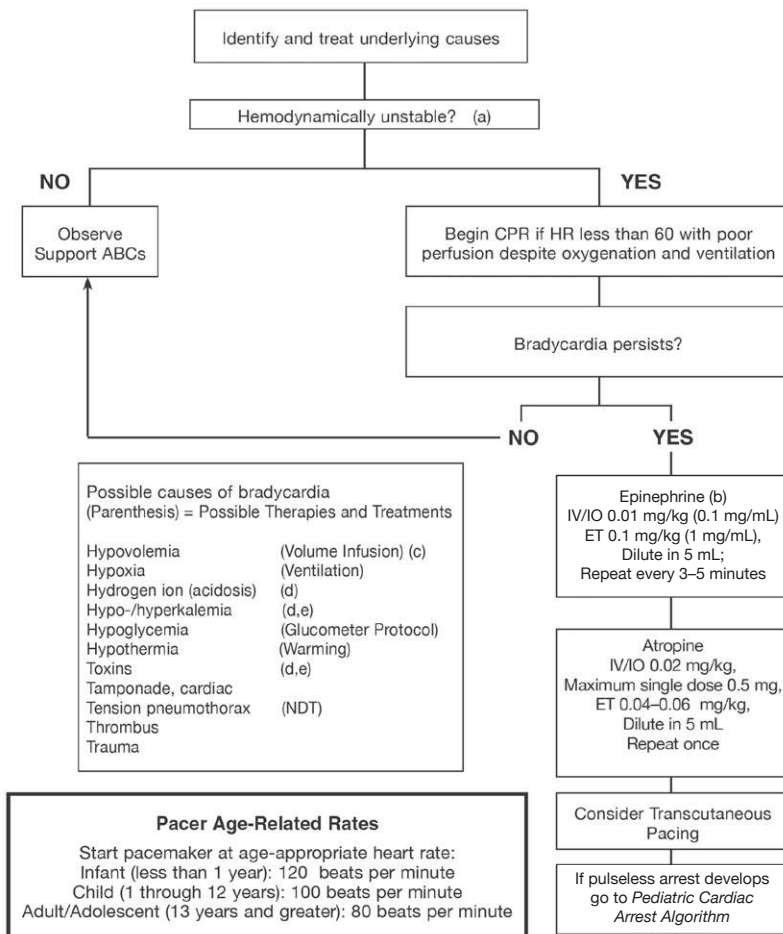 Identify and treat underlying causes
Hemodynamically unstable? (a)
NO
YES
Observe
Support ABCs
Begin CPR if HR less than 60 with poor
perfusion despite oxygenation and ventilation
Bradycardia persists?
NO
YES
Possible causes of bradycardia
(Parenthesis) = Possible Therapies and Treatments
Hypovolemia (Volume Infusion) (c)
Hypoxia (Ventilation)
Hydrogen ion (acidosis) (d)
Hypo-/hyperkalemia (d,e)
Hypoglycemia (Glucometer Protocol)
Hypothermia (Warming)
Toxins (d,e)
Tamponade, cardiac
Tension pneumothorax (NDT)
Thrombus
Trauma
Epinephrine (b)
IV/IO 0.01 mg/kg (0.1 mg/mL)
ET 0.1 mg/kg (1 mg/mL),
Dilute in 5 mL;
Repeat every 3–5 minutes
Atropine
IV/IO 0.02 mg/kg,
Maximum single dose 0.5 mg,
ET 0.04–0.06 mg/kg,
Dilute in 5 mL
Repeat once
Consider Transcutaneous
Pacing
If pulseless arrest develops
go to Pediatric Cardiac
Arrest Algorithm
Pacer Age-Related Rates
Start pacemaker at age-appropriate heart rate:
Infant (less than 1 year): 120 beats per minute
Child (1 through 12 years): 100 beats per minute
Adult/Adolescent (13 years and greater): 80 beats per minute